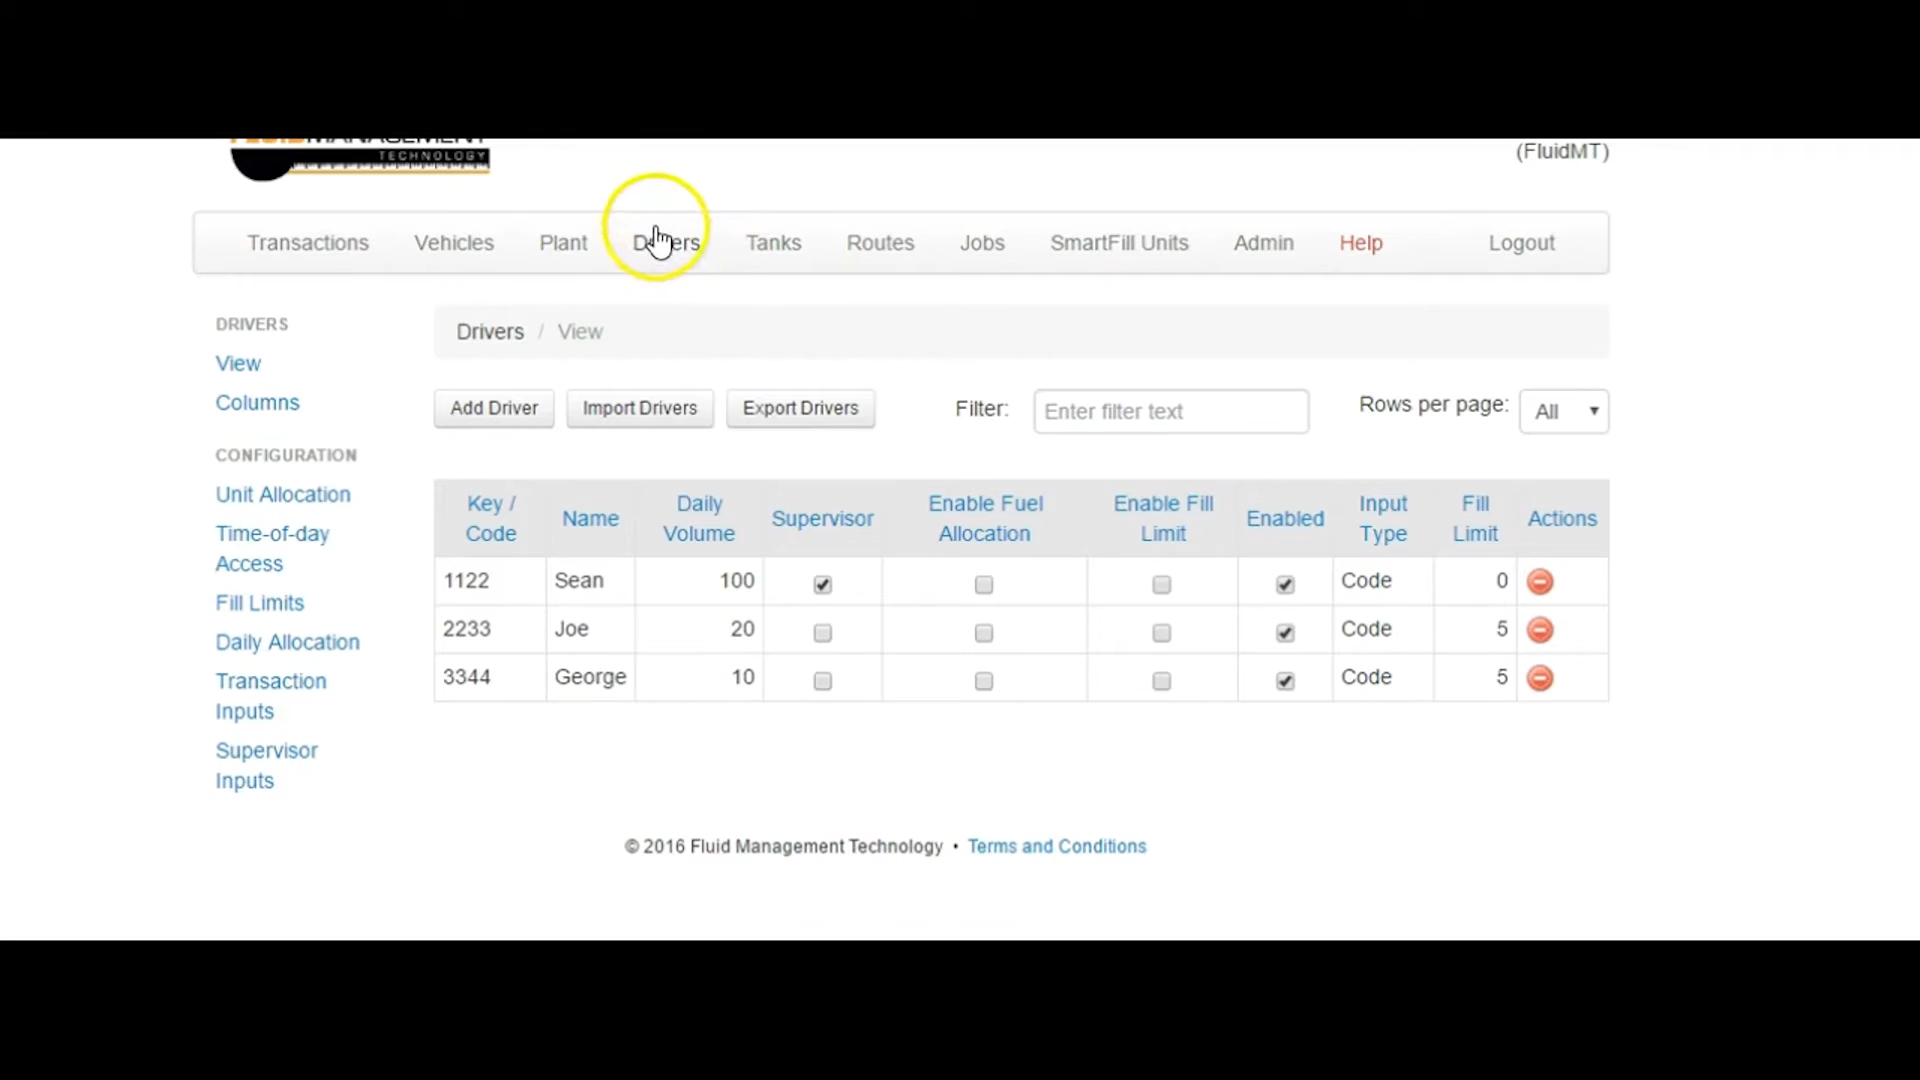 FLUIDMANAGEMENT
TECHNOLOGY
(FluidMT)
Transactions Vehicles Plant Drivers Tanks Routes Jobs SmartFill Units Admin Help Logout
DRIVERS
View
Columns
CONFIGURATION
Unit Allocation
Time-of-day
Access
Fill Limits
Daily Allocation
Transaction
Inputs
Supervisor
Inputs
Drivers / View
Add Driver Import Drivers Export Drivers Filter: Enter filter text Rows per page: All
Key / Code Name Daily Volume Supervisor Enable Fuel Allocation Enable Fill Limit Enabled Input Type Fill Limit Actions
1122 Sean 100 Code 0
2233 Joe 20 Code 5
3344 George 10 Code 5
© 2016 Fluid Management Technology • Terms and Conditions